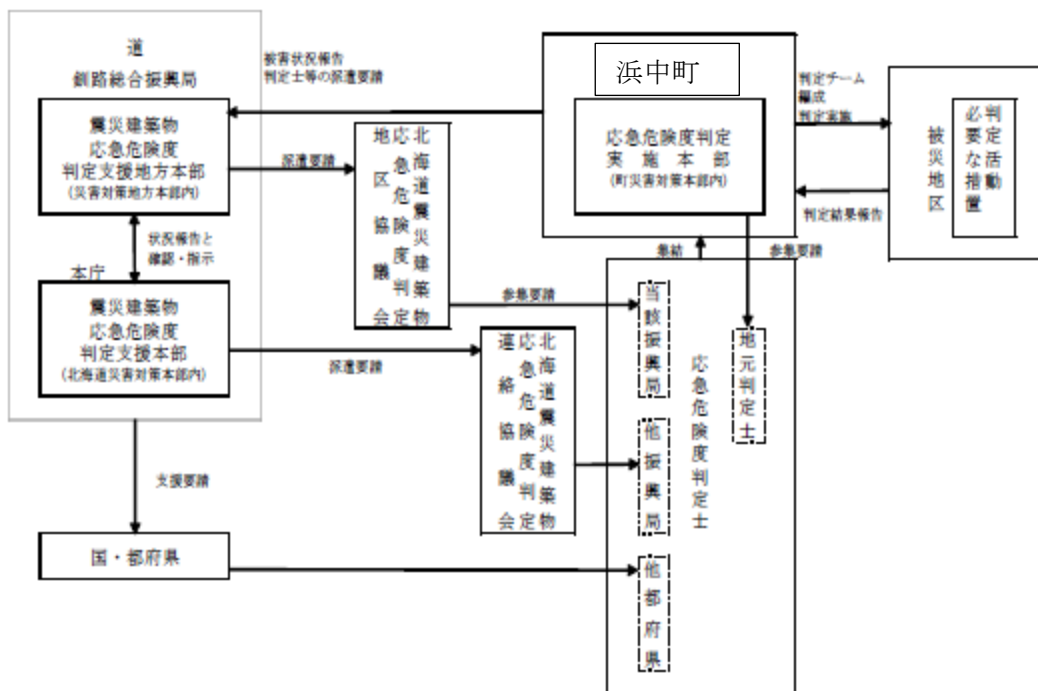 道
釧路総合振興局
震災建築物
応急危険度
判定支援地方本部
(災害対策地方本部内)
状況報告と
確認・指示
本庁
震災建築物
応急危険度
判定支援本部
(北海道災害対策本部内)
支援要請
国・都府県
被害状況報告
判定士等の派遣要請
派遣要請
北海道震災建築物
応急危険度判定
地区協議会
参集要請
派遣要請
北海道震災建築物
応急危険度判定
連絡協議会
浜中町
応急危険度判定
実施本部
(町災害対策本部内)
集結
参集要請
当該振興局
他振興局
他都府県
応急危険度判定士
地元判定士
判定チーム
編成
判定実施
判定結果報告
判定活動
必要な措置
被災地区